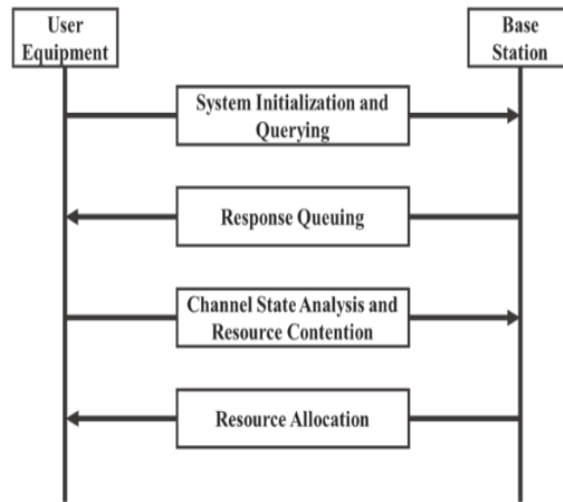 User
Equipment
Base
Station
System Initialization and
Querying
Response Queuing
Channel State Analysis and
Resource Contention
Resource Allocation